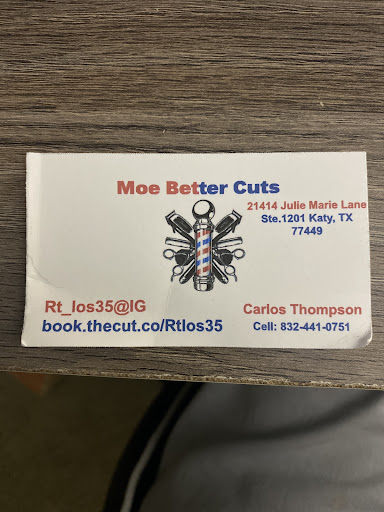 Moe Better Cuts
21414 Julie Marie Lane
Ste.1201 Katy, TX
77449
Rt_los35@IG
book.thecut.co/Rtlos35
Carlos Thompson
Cell: 832-441-0751